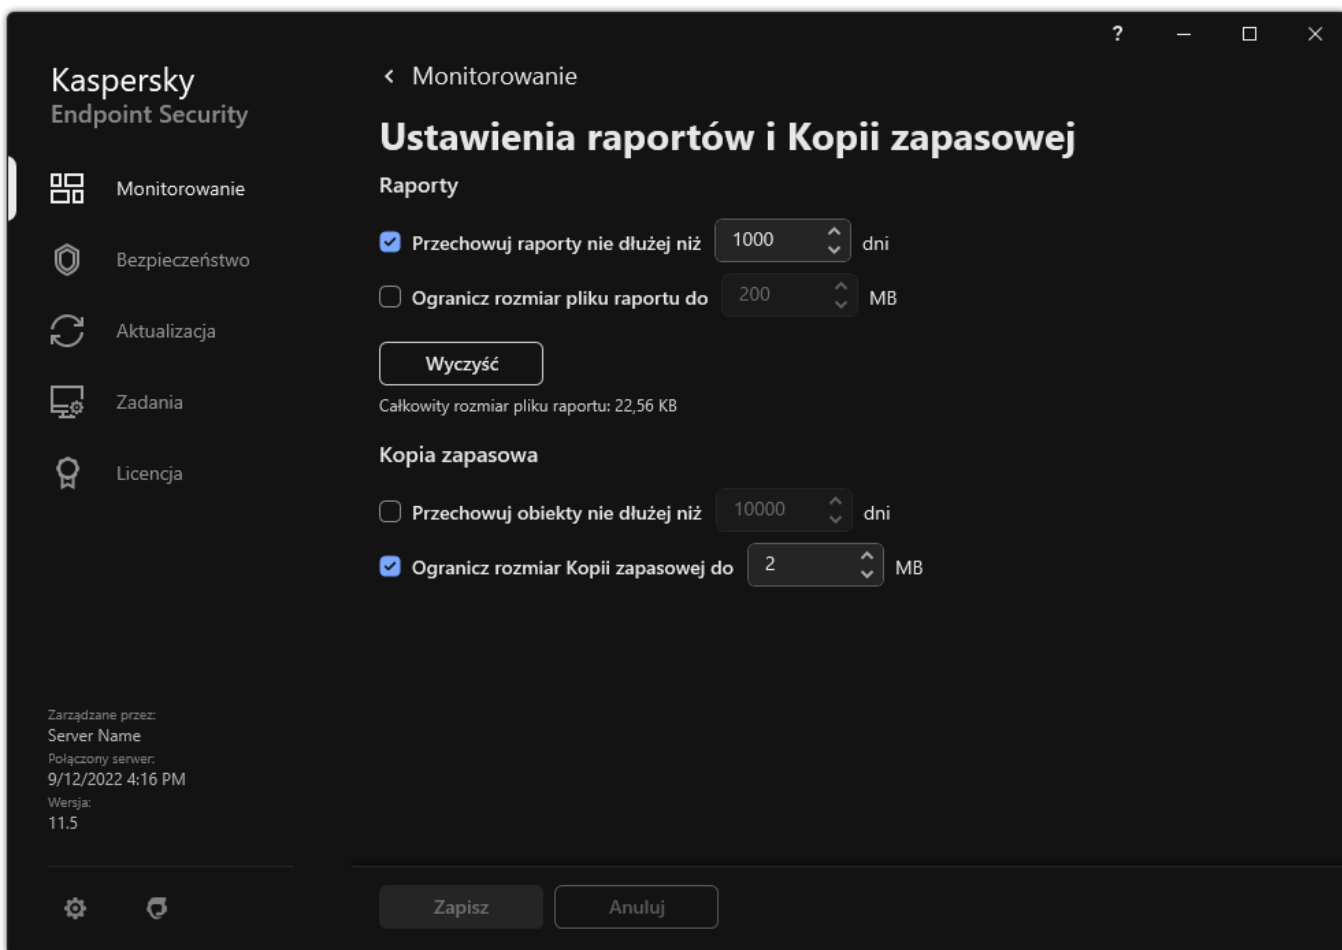 ?
Kaspersky
Endpoint Security
Monitorowanie
Bezpieczeństwo
Aktualizacja
Zadania
Licencja
Zarządzane przez:
Server Name
Połączony serwer:
9/12/2022 4:16 PM
Wersja:
11.5
Monitorowanie
Ustawienia raportów i Kopii zapasowej
Raporty
Przechowuj raporty nie dłużej niż 1000 dni
Ogranicz rozmiar pliku raportu do 200 MB
Wyczyść
Całkowity rozmiar pliku raportu: 22,56 KB
Kopia zapasowa
Przechowuj obiekty nie dłużej niż 10000 dni
Ogranicz rozmiar Kopii zapasowej do 2 MB
Zapisz Anuluj